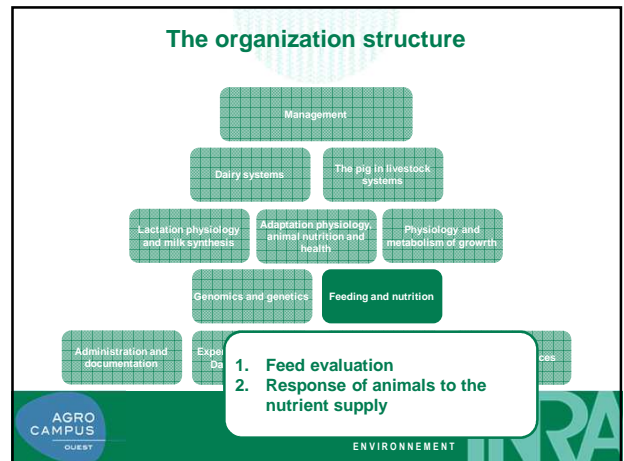 The organization structure
Management
Dairy systems
The pig in livestock
systems
Lactation physiology
and milk synthesis
Adaptation physiology,
animal nutrition and
health
Physiology and
metabolism of growrth
Genomics and genetics
Feeding and nutrition
Administration and
documentation
1. Feed evaluation
2. Response of animals to the
nutrient supply
AGRO
CAMPUS
OUEST
ENVIRONNEMENT
INRA